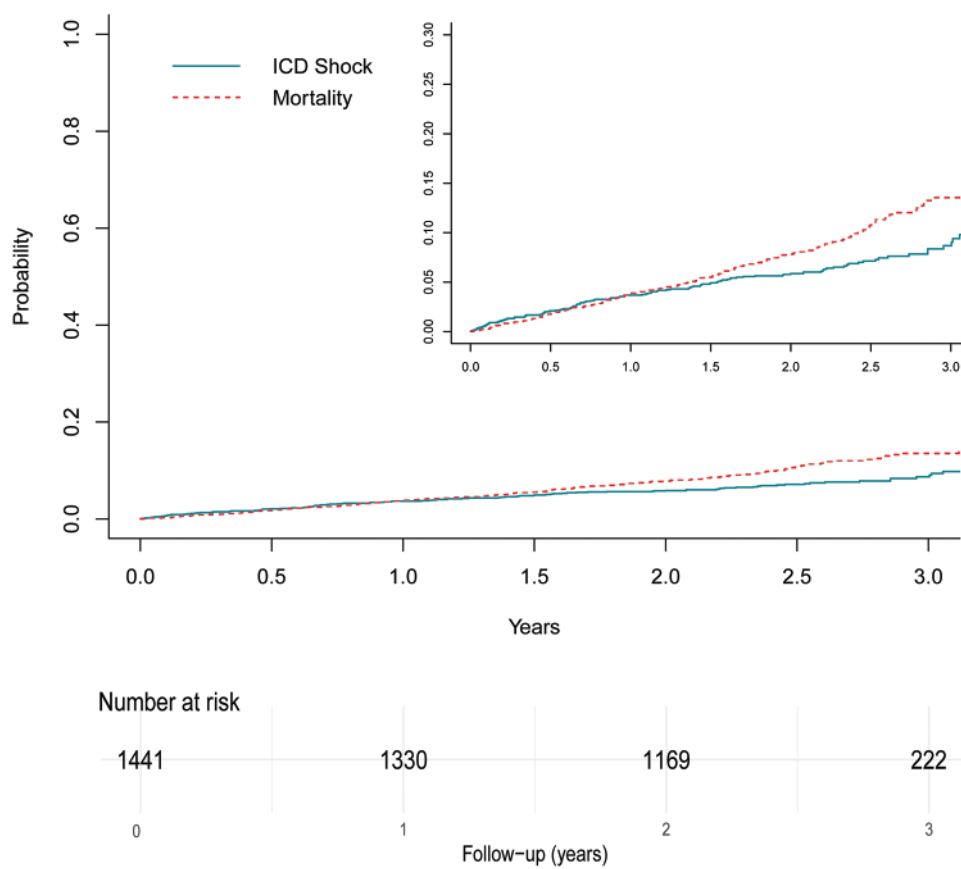 ICD Shock
Mortality
Probability
1.0
0.8
0.6
0.4
0.2
0.0
0.30
0.25
0.20
0.15
0.10
0.05
0.00
0.0 0.5 1.0 1.5 2.0 2.5 3.0
0.0 0.5 1.0 1.5 2.0 2.5 3.0
Years
Number at risk
1441 1330 1169 222
0 1 2 3
Follow-up (years)